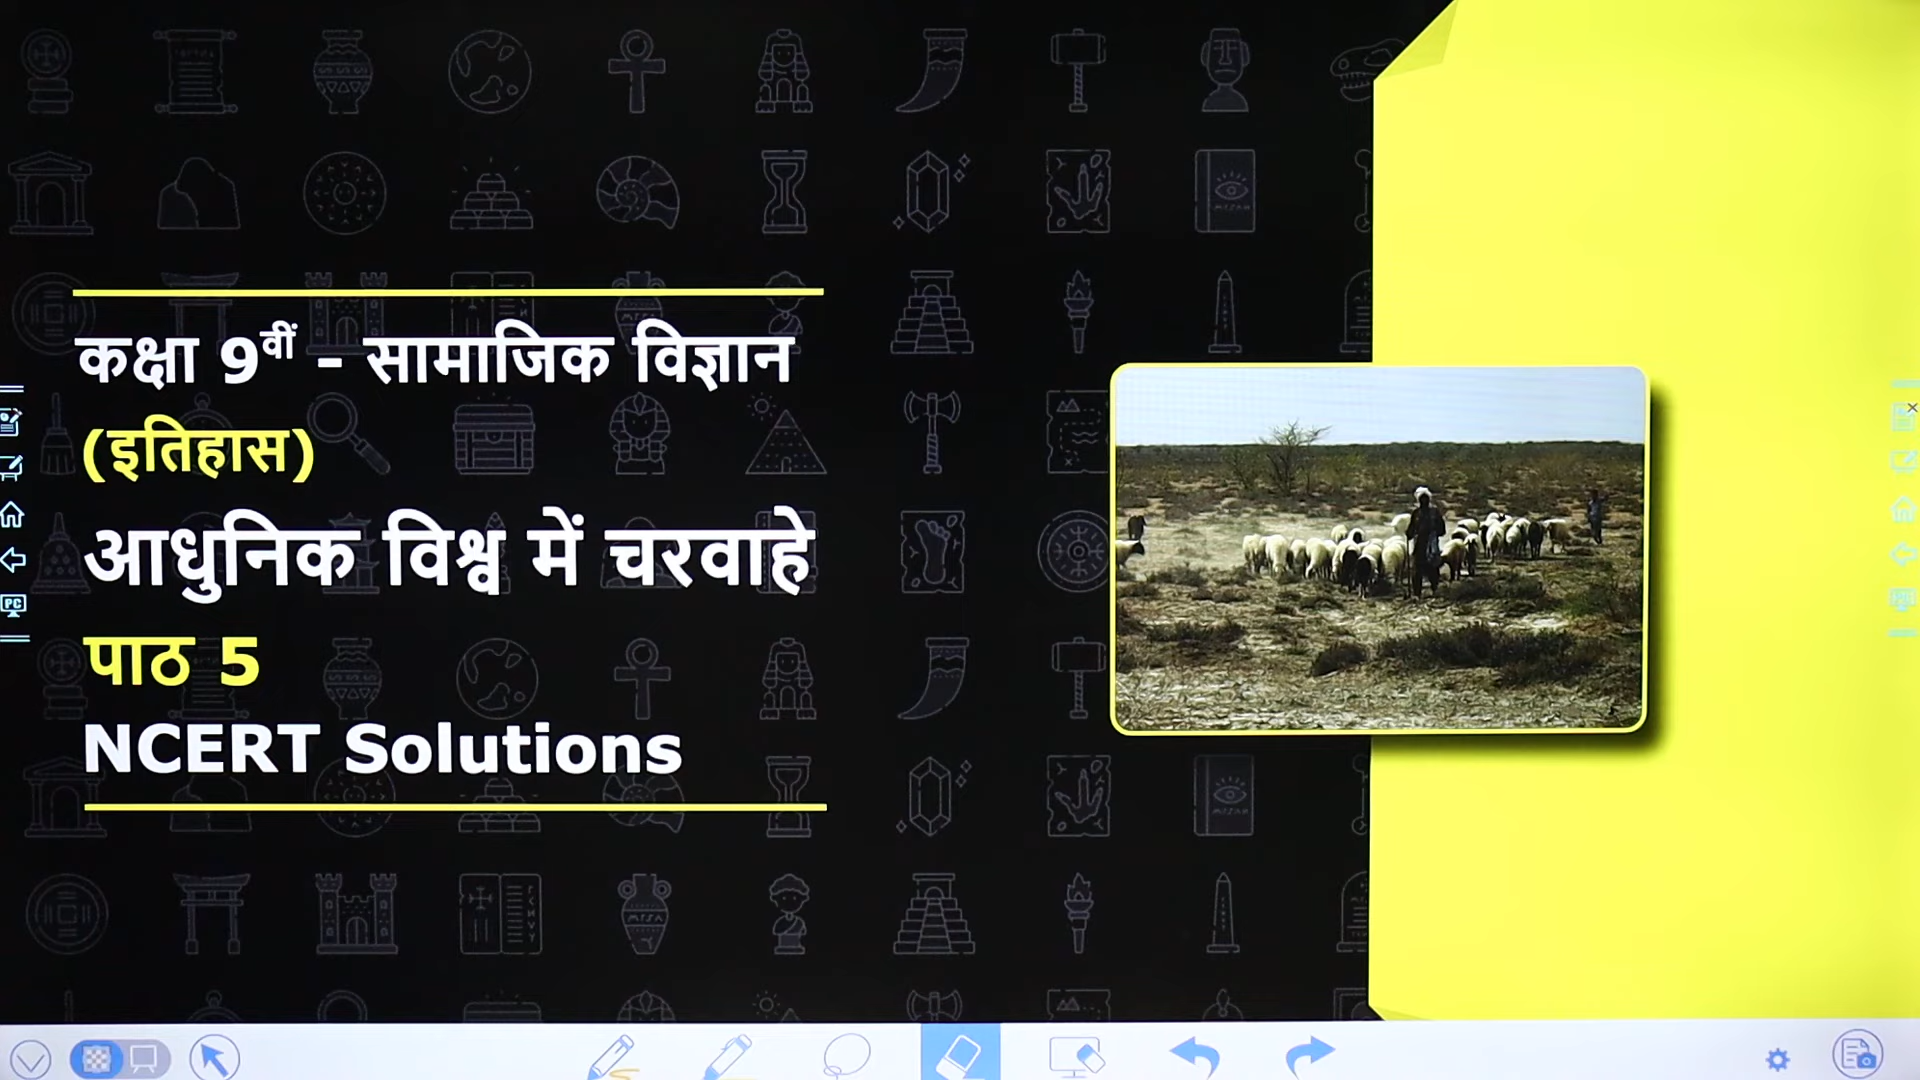 कक्षा 9वीं - सामाजिक विज्ञान
(इतिहास)
आधुनिक विश्व में चरवाहे
पाठ 5
NCERT Solutions